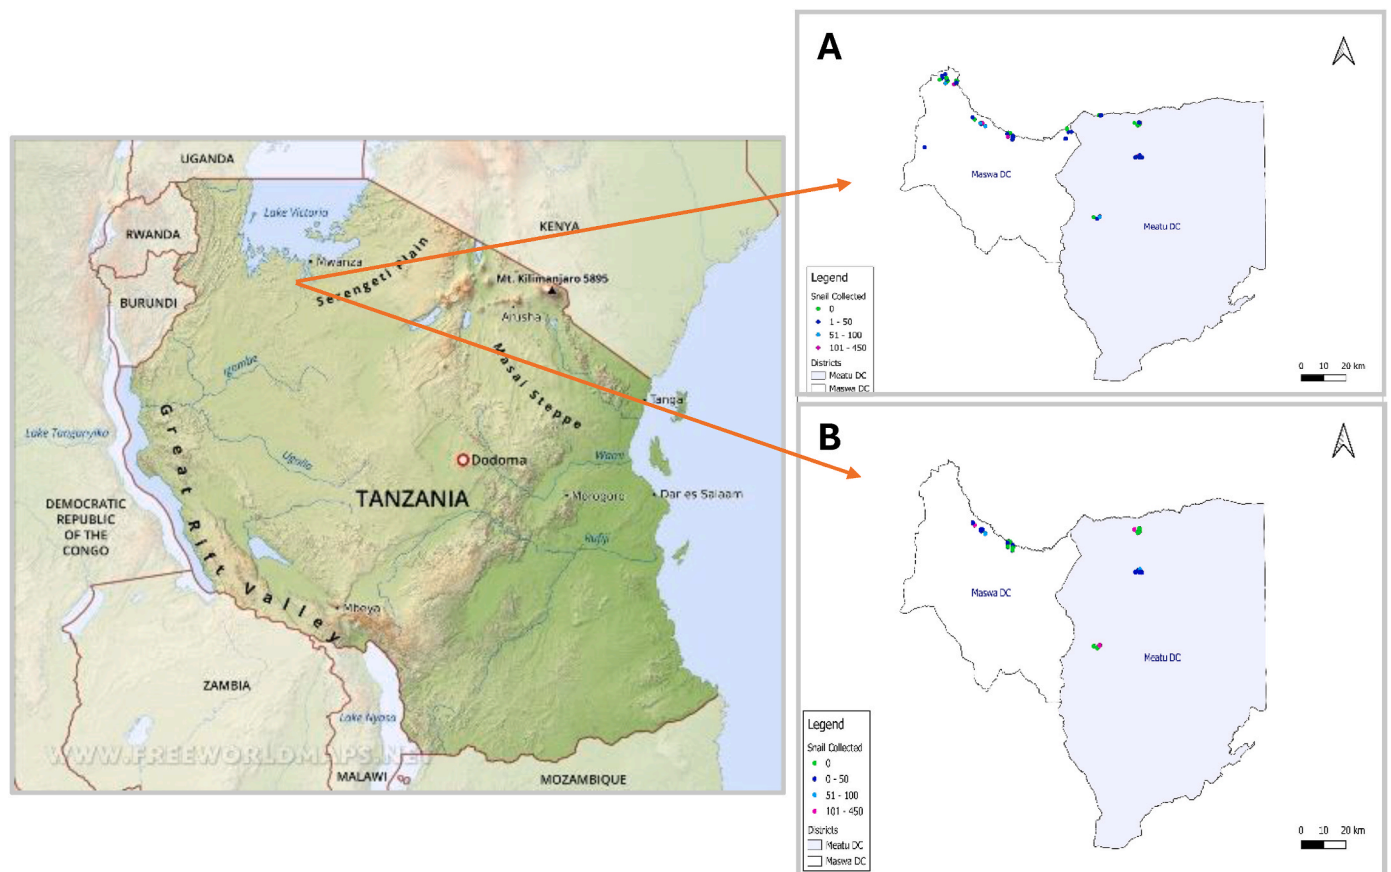 UGANDA
Lake Victoria
RWANDA
KENYA
Mwanza
Serengeti Plain
Mt. Kilimanjaro 5895
BURUNDI
Arusha
Igombe
Masai Steppe
Tanga
Great Rift Valley
Lake Tanganyika
Ugalla
Dodoma
Wami
TANZANIA
Morogoro
Dar es Salaam
DEMOCRATIC
REPUBLIC
OF THE
CONGO
Rufiji
Mbeya
ZAMBIA
Lake Nyasa
WWW.FREEWORLDMAPS.NET
MALAWI
MOZAMBIQUE
A
Maswa DC
Meatu DC
Legend
Snail Collected
0
1 - 50
51 - 100
101 - 450
Districts
Meatu DC
Maswa DC
0 10 20 km
B
Maswa DC
Meatu DC
Legend
Snail Collected
0
0 - 50
51 - 100
101 - 450
Districts
Meatu DC
Maswa DC
0 10 20 km